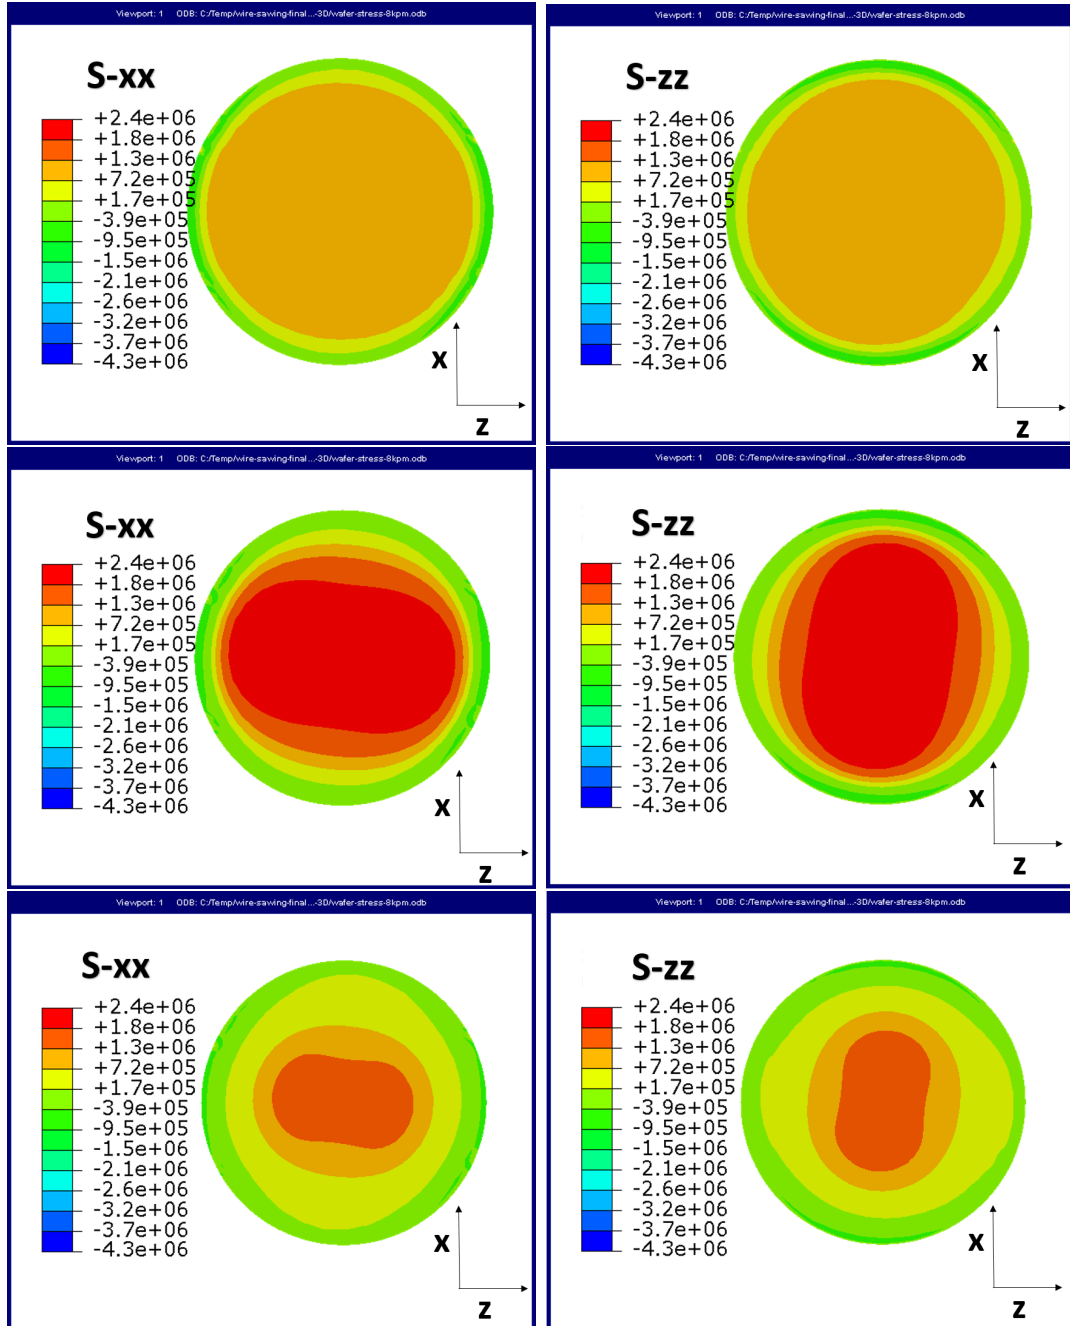 Viewport: 1 ODB: C:/Temp/wire-sawing-final...-3D/wafer-stress-8kpm.odb
S-xx
+2.4e+06
+1.8e+06
+1.3e+06
+7.2e+05
+1.7e+05
-3.9e+05
-9.5e+05
-1.5e+06
-2.1e+06
-2.6e+06
-3.2e+06
-3.7e+06
-4.3e+06
X
Z
Viewport: 1 ODB: C:/Temp/wire-sawing-final...-3D/wafer-stress-8kpm.odb
S-zz
+2.4e+06
+1.8e+06
+1.3e+06
+7.2e+05
+1.7e+05
-3.9e+05
-9.5e+05
-1.5e+06
-2.1e+06
-2.6e+06
-3.2e+06
-3.7e+06
-4.3e+06
X
Z
Viewport: 1 ODB: C:/Temp/wire-sawing-final...-3D/wafer-stress-8kpm.odb
S-xx
+2.4e+06
+1.8e+06
+1.3e+06
+7.2e+05
+1.7e+05
-3.9e+05
-9.5e+05
-1.5e+06
-2.1e+06
-2.6e+06
-3.2e+06
-3.7e+06
-4.3e+06
X
Z
Viewport: 1 ODB: C:/Temp/wire-sawing-final...-3D/wafer-stress-8kpm.odb
S-zz
+2.4e+06
+1.8e+06
+1.3e+06
+7.2e+05
+1.7e+05
-3.9e+05
-9.5e+05
-1.5e+06
-2.1e+06
-2.6e+06
-3.2e+06
-3.7e+06
-4.3e+06
X
Z
Viewport: 1 ODB: C:/Temp/wire-sawing-final...-3D/wafer-stress-8kpm.odb
S-xx
+2.4e+06
+1.8e+06
+1.3e+06
+7.2e+05
+1.7e+05
-3.9e+05
-9.5e+05
-1.5e+06
-2.1e+06
-2.6e+06
-3.2e+06
-3.7e+06
-4.3e+06
X
Z
Viewport: 1 ODB: C:/Temp/wire-sawing-final...-3D/wafer-stress-8kpm.odb
S-zz
+2.4e+06
+1.8e+06
+1.3e+06
+7.2e+05
+1.7e+05
-3.9e+05
-9.5e+05
-1.5e+06
-2.1e+06
-2.6e+06
-3.2e+06
-3.7e+06
-4.3e+06
X
Z